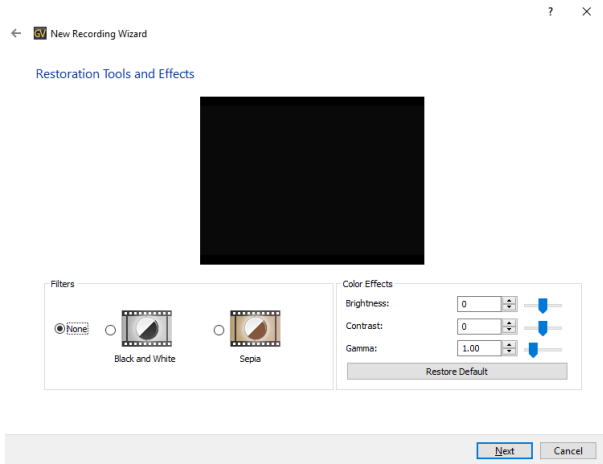 ?
GV New Recording Wizard
Restoration Tools and Effects
Filters
None
Black and White
Sepia
Color Effects
Brightness: 0
Contrast: 0
Gamma: 1.00
Restore Default
Next Cancel